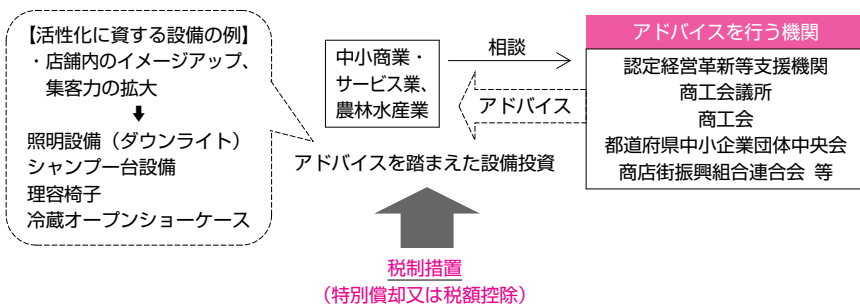 【活性化に資する設備の例】
・店舗内のイメージアップ、
集客力の拡大
照明設備（ダウンライト）
シャンプー台設備
理容椅子
冷蔵オープンショーケース
中小商業・
サービス業、
農林水産業
相談
アドバイス
アドバイスを行う機関
認定経営革新等支援機関
商工会議所
商工会
都道府県中小企業団体中央会
商店街振興組合連合会 等
アドバイスを踏まえた設備投資
税制措置
（特別償却又は税額控除）